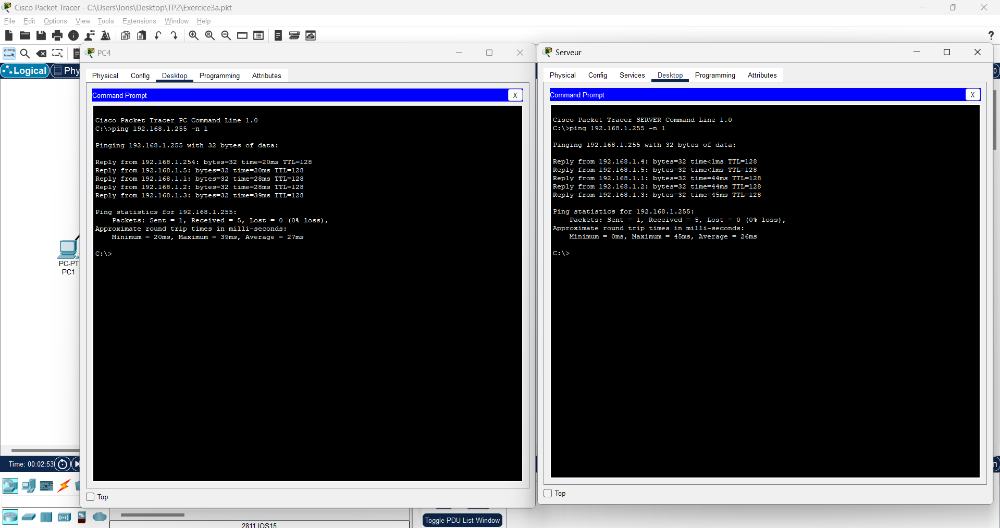 Cisco Packet Tracer - C:\Users\loris\Desktop\TP2\Exercice3a.pkt
File Edit Options View Tools Extensions Window Help
?
Logical
Phy
PC-PT
PC1
Time: 00:02:53
PC4
Physical Config Desktop Programming Attributes
Command Prompt
X
Cisco Packet Tracer PC Command Line 1.0
C:\>ping 192.168.1.255 -n 1
Pinging 192.168.1.255 with 32 bytes of data:
Reply from 192.168.1.254: bytes=32 time=20ms TTL=128
Reply from 192.168.1.5: bytes=32 time=20ms TTL=128
Reply from 192.168.1.1: bytes=32 time=28ms TTL=128
Reply from 192.168.1.2: bytes=32 time=28ms TTL=128
Reply from 192.168.1.3: bytes=32 time=39ms TTL=128
Ping statistics for 192.168.1.255:
Packets: Sent = 1, Received = 5, Lost = 0 (0% loss),
Approximate round trip times in milli-seconds:
Minimum = 20ms, Maximum = 39ms, Average = 27ms
C:\>
Top
Serveur
Physical Config Services Desktop Programming Attributes
Command Prompt
X
Cisco Packet Tracer SERVER Command Line 1.0
C:\>ping 192.168.1.255 -n 1
Pinging 192.168.1.255 with 32 bytes of data:
Reply from 192.168.1.4: bytes=32 time<1ms TTL=128
Reply from 192.168.1.5: bytes=32 time<1ms TTL=128
Reply from 192.168.1.1: bytes=32 time=44ms TTL=128
Reply from 192.168.1.2: bytes=32 time=44ms TTL=128
Reply from 192.168.1.3: bytes=32 time=45ms TTL=128
Ping statistics for 192.168.1.255:
Packets: Sent = 1, Received = 5, Lost = 0 (0% loss),
Approximate round trip times in milli-seconds:
Minimum = 0ms, Maximum = 45ms, Average = 26ms
C:\>
Top
2811 IOS15
Toggle PDU List Window